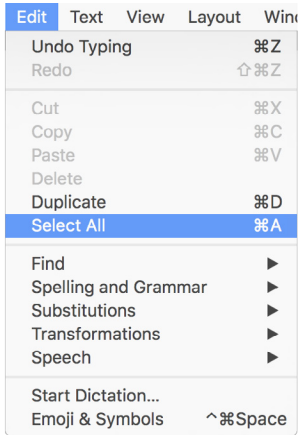 Edit Text View Layout
Undo Typing ⌘Z
Redo ⇧⌘Z
Cut ⌘X
Copy ⌘C
Paste ⌘V
Delete
Duplicate ⌘D
Select All ⌘A
Find ▶
Spelling and Grammar ▶
Substitutions ▶
Transformations ▶
Speech ▶
Start Dictation...
Emoji & Symbols ^⌘Space